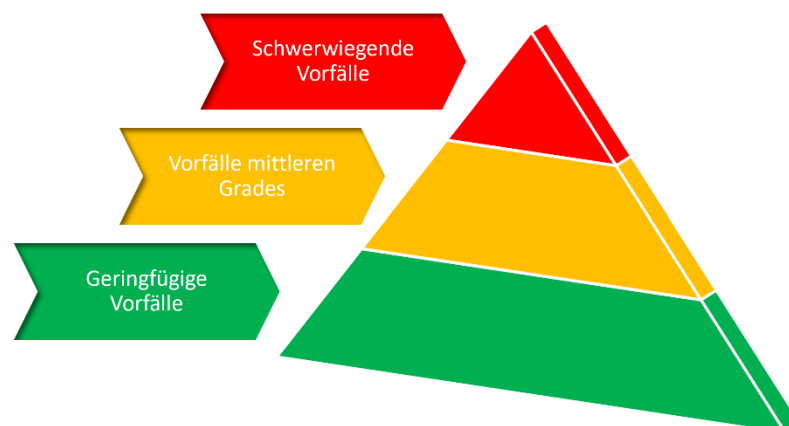 Schwerwiegende
Vorfälle
Vorfälle mittleren
Grades
Geringfügige
Vorfälle